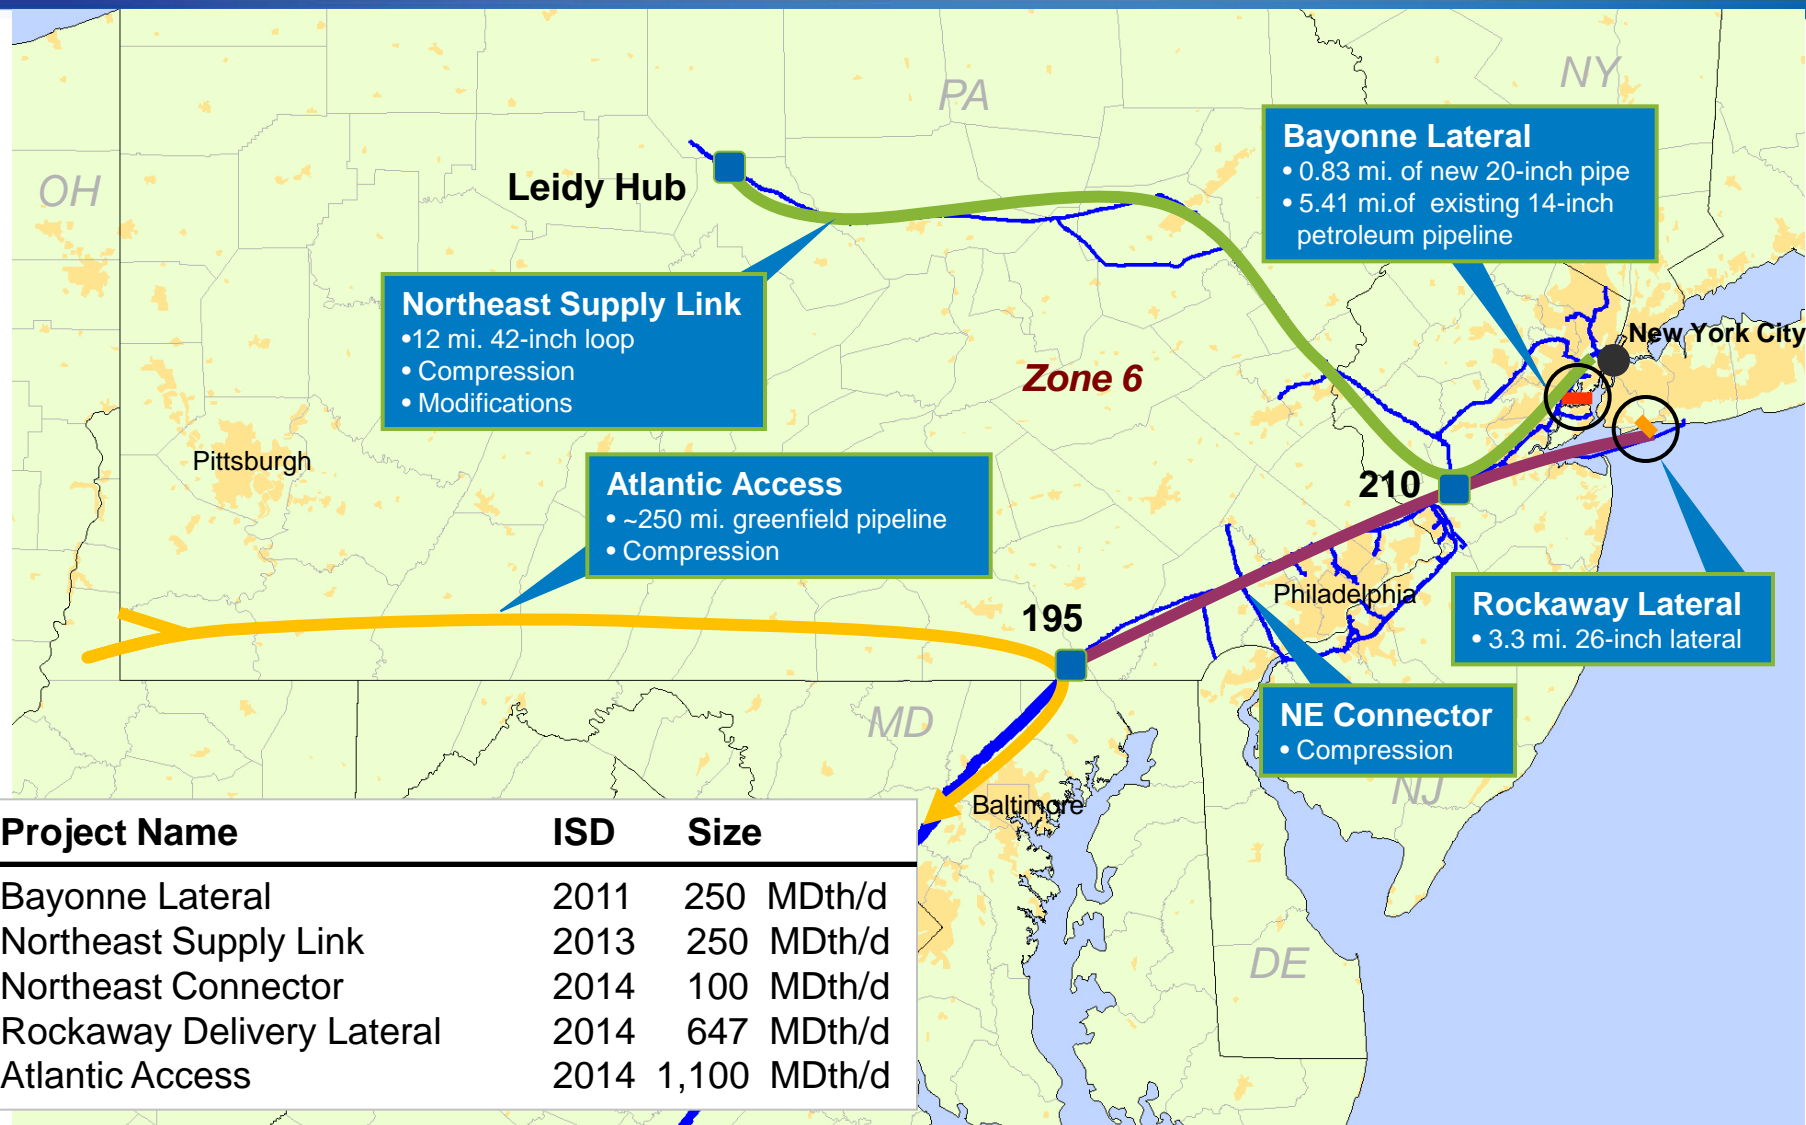 PA
NY
OH
Leidy Hub
Bayonne Lateral
• 0.83 mi. of new 20-inch pipe
• 5.41 mi.of existing 14-inch
petroleum pipeline
Northeast Supply Link
•12 mi. 42-inch loop
• Compression
• Modifications
New York City
Zone 6
Pittsburgh
Atlantic Access
• ~250 mi. greenfield pipeline
• Compression
210
195
Philadelphia
Rockaway Lateral
• 3.3 mi. 26-inch lateral
NE Connector
• Compression
MD
NJ
Baltimore
DE
Project Name ISD Size
Bayonne Lateral 2011 250 MDth/d
Northeast Supply Link 2013 250 MDth/d
Northeast Connector 2014 100 MDth/d
Rockaway Delivery Lateral 2014 647 MDth/d
Atlantic Access 2014 1,100 MDth/d